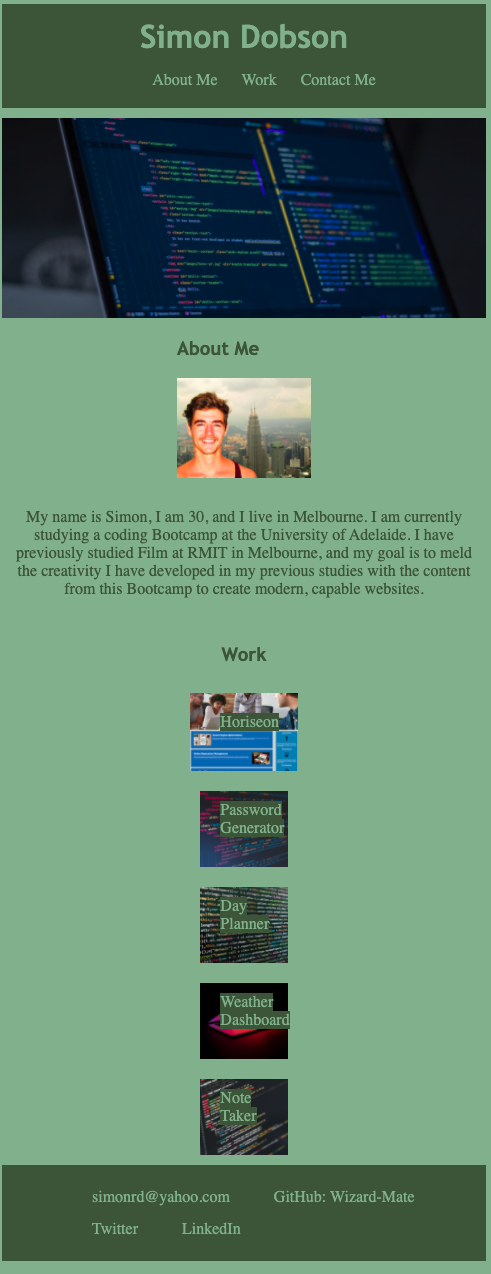 Simon Dobson
About Me Work Contact Me
About Me
My name is Simon, I am 30, and I live in Melbourne. I am currently
studying a coding Bootcamp at the University of Adelaide. I have
previously studied Film at RMIT in Melbourne, and my goal is to meld
the creativity I have developed in my previous studies with the content
from this Bootcamp to create modern, capable websites.
Work
Horiseon
Password
Generator
Day
Planner
Weather
Dashboard
Note
Taker
simonrd@yahoo.com GitHub: Wizard-Mate
Twitter LinkedIn